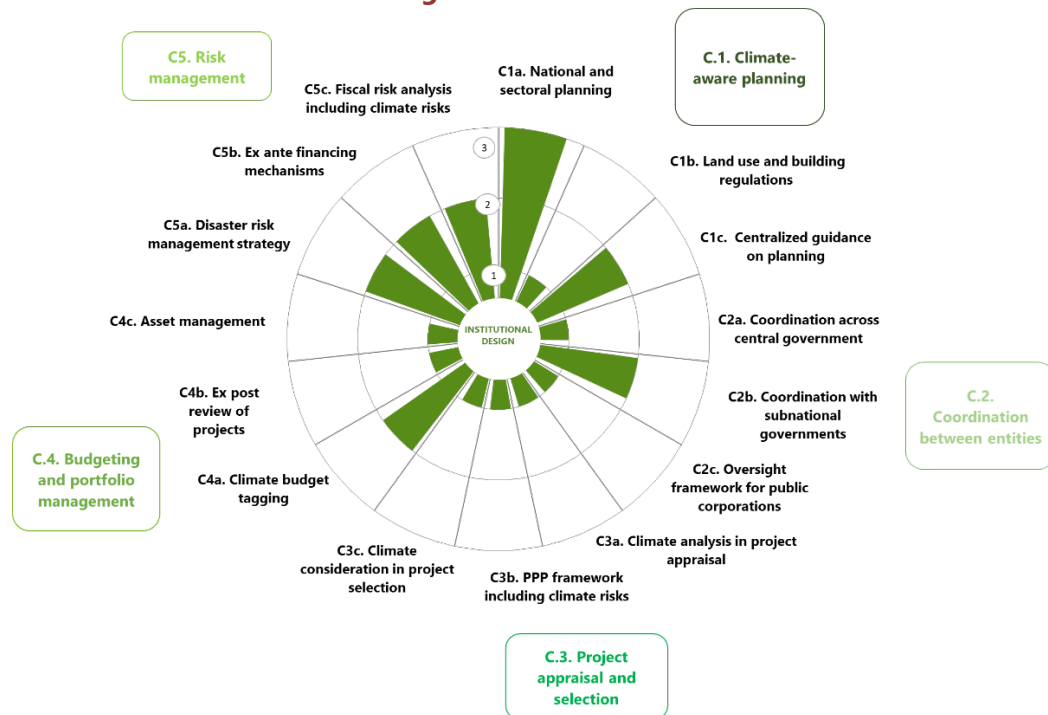 C5. Risk
management
C.1. Climate-
aware planning
C5c. Fiscal risk analysis
including climate risks
C1a. National and
sectoral planning
C5b. Ex ante financing
mechanisms
C1b. Land use and building
regulations
C5a. Disaster risk
management strategy
C1c. Centralized guidance
on planning
C4c. Asset management
C2a. Coordination across
central government
C4b. Ex post
review of
projects
C2b. Coordination with
subnational
governments
C.2.
Coordination
between entities
C.4. Budgeting
and portfolio
management
C4a. Climate budget
tagging
C2c. Oversight
framework for public
corporations
C3c. Climate
consideration in project
selection
C3b. PPP framework
including climate risks
C3a. Climate analysis in project
appraisal
C.3. Project
appraisal and
selection
3
2
1
INSTITUTIONAL
DESIGN